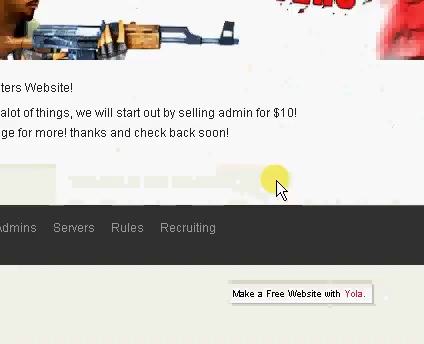 ters Website!
alot of things, we will start out by selling admin for $10!
ge for more! thanks and check back soon!
Admins Servers Rules Recruiting
Make a Free Website with Yola.